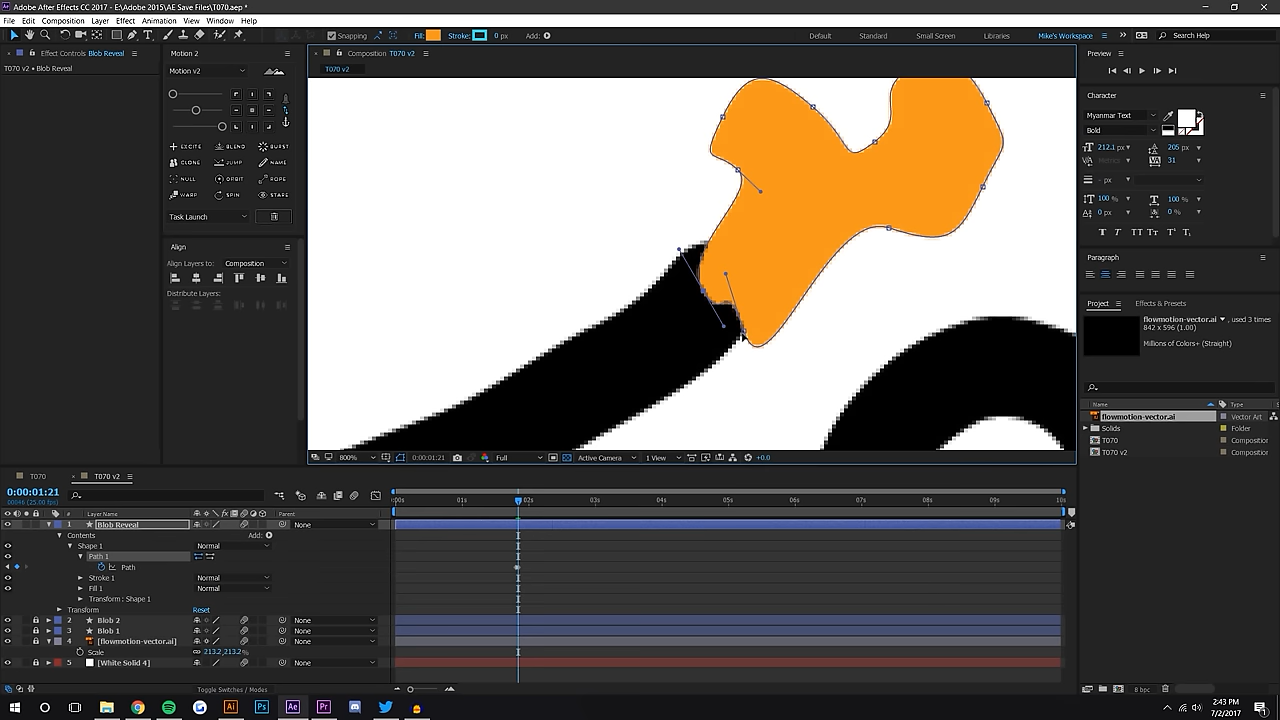 Adobe After Effects CC 2017 - E:\Adobe\2015\AE Save Files\T070.aep *
File Edit Composition Layer Effect Animation View Window Help
Snapping Fill: Stroke: 0 px Add: Default Standard Small Screen Libraries Mike's Workspace Search Help
Effect Controls Blob Reveal Motion 2 Composition T070 v2 Preview
T070 v2 • Blob Reveal Motion v2 T070 v2
Character
Myanmar Text
Bold
212.1 px 205 px
31
- px
100 % 100 %
0 px 0 %
EXCITE BLEND BURST
CLONE JUMP NAME
NULL ORBIT ROPE
WARP SPIN STARE
Task Launch
Align
Align Layers to: Composition
Distribute Layers:
Paragraph
Project Effects & Presets
flowmotion-vector.ai , used 3 times
842 x 596 (1.00)
Millions of Colors+ (Straight)
Name Type
flowmotion-vector.ai Vector Art
Solids Folder
T070 Composition
T070 v2 Composition
800% 0:00:01:21 Full Active Camera 1 View +0.0 8 bpc
T070 T070 v2
0:00:01:21
00046 (25.00 fps)
:00s 01s 02s 03s 04s 05s 06s 07s 08s 09s 10s
# Layer Name Parent
1 Blob Reveal None
Contents Add:
Shape 1 Normal
Path 1
Path
Stroke 1 Normal
Fill 1 Normal
Transform: Shape 1
Transform Reset
2 Blob 2 None
3 Blob 1 None
4 [flowmotion-vector.ai] None
Scale 213.2,213.2%
5 [White Solid 4] None
Toggle Switches / Modes
2:43 PM
7/2/2017